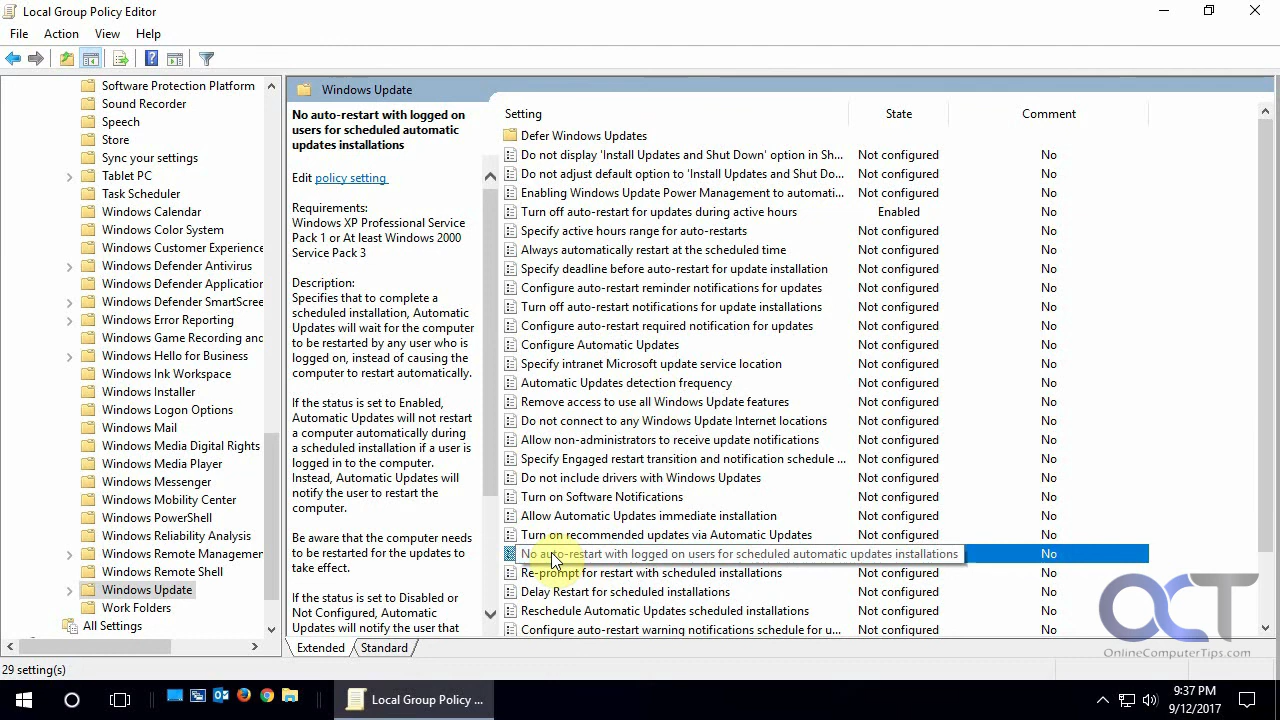 Local Group Policy Editor
File Action View Help
Software Protection Platform
Sound Recorder
Speech
Store
Sync your settings
Tablet PC
Task Scheduler
Windows Calendar
Windows Color System
Windows Customer Experience
Windows Defender Antivirus
Windows Defender Application
Windows Defender SmartScree
Windows Error Reporting
Windows Game Recording and
Windows Hello for Business
Windows Ink Workspace
Windows Installer
Windows Logon Options
Windows Mail
Windows Media Digital Rights
Windows Media Player
Windows Messenger
Windows Mobility Center
Windows PowerShell
Windows Reliability Analysis
Windows Remote Managemer
Windows Remote Shell
Windows Update
Work Folders
All Settings
Windows Update
No auto-restart with logged on
users for scheduled automatic
updates installations
Edit policy setting
Requirements:
Windows XP Professional Service
Pack 1 or At least Windows 2000
Service Pack 3
Description:
Specifies that to complete a
scheduled installation, Automatic
Updates will wait for the computer
to be restarted by any user who is
logged on, instead of causing the
computer to restart automatically.
If the status is set to Enabled,
Automatic Updates will not restart
a computer automatically during
a scheduled installation if a user is
logged in to the computer.
Instead, Automatic Updates will
notify the user to restart the
computer.
Be aware that the computer needs
to be restarted for the updates to
take effect.
If the status is set to Disabled or
Not Configured, Automatic
Updates will notify the user that
Setting State Comment
Defer Windows Updates
Do not display 'Install Updates and Shut Down' option in Sh... Not configured No
Do not adjust default option to 'Install Updates and Shut Do... Not configured No
Enabling Windows Update Power Management to automati... Not configured No
Turn off auto-restart for updates during active hours Enabled No
Specify active hours range for auto-restarts Not configured No
Always automatically restart at the scheduled time Not configured No
Specify deadline before auto-restart for update installation Not configured No
Configure auto-restart reminder notifications for updates Not configured No
Turn off auto-restart notifications for update installations Not configured No
Configure auto-restart required notification for updates Not configured No
Configure Automatic Updates Not configured No
Specify intranet Microsoft update service location Not configured No
Automatic Updates detection frequency Not configured No
Remove access to use all Windows Update features Not configured No
Do not connect to any Windows Update Internet locations Not configured No
Allow non-administrators to receive update notifications Not configured No
Specify Engaged restart transition and notification schedule ... Not configured No
Do not include drivers with Windows Updates Not configured No
Turn on Software Notifications Not configured No
Allow Automatic Updates immediate installation Not configured No
Turn on recommended updates via Automatic Updates Not configured No
No auto-restart with logged on users for scheduled automatic updates installations No
Re-prompt for restart with scheduled installations Not configured No
Delay Restart for scheduled installations Not configured No
Reschedule Automatic Updates scheduled installations Not configured No
Configure auto-restart warning notifications schedule for u... Not configured No
Extended Standard
29 setting(s)
OCT
OnlineComputerTips.com
Local Group Policy ...
9:37 PM
9/12/2017